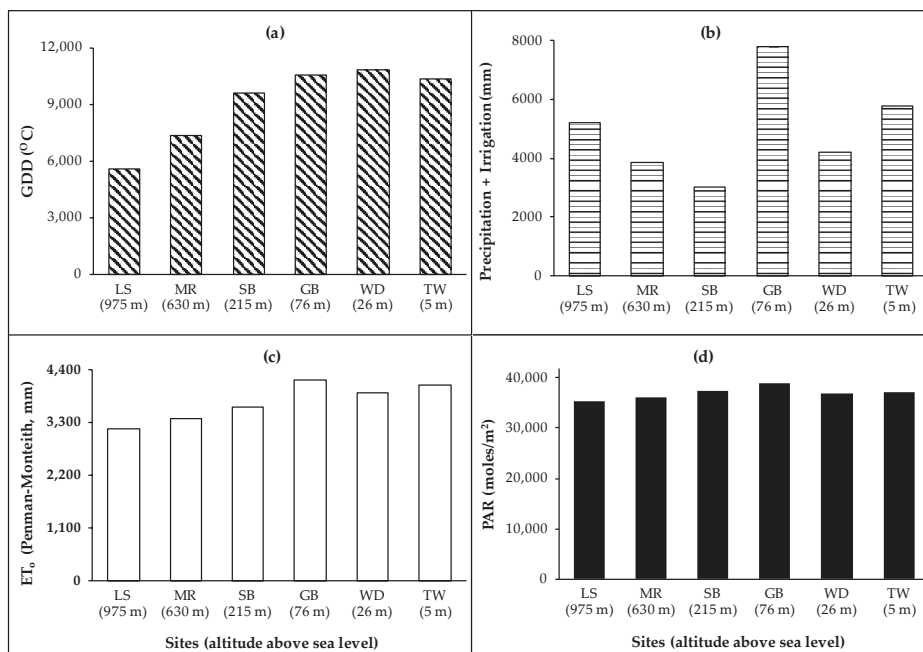 (a)
12,000
9,000
6,000
3,000
0
GDD (⁰C)
LS MR SB GB WD TW
(975 m) (630 m) (215 m) (76 m) (26 m) (5 m)
(b)
8000
6000
4000
2000
0
Precipitation + Irrigation (mm)
LS MR SB GB WD TW
(975 m) (630 m) (215 m) (76 m) (26 m) (5 m)
(c)
4,400
3,300
2,200
1,100
0
ETₒ (Penman-Monteith, mm)
LS MR SB GB WD TW
(975 m) (630 m) (215 m) (76 m) (26 m) (5 m)
Sites (altitude above sea level)
(d)
40,000
30,000
20,000
10,000
0
PAR (moles/m²)
LS MR SB GB WD TW
(975 m) (630 m) (215 m) (76 m) (26 m) (5 m)
Sites (altitude above sea level)